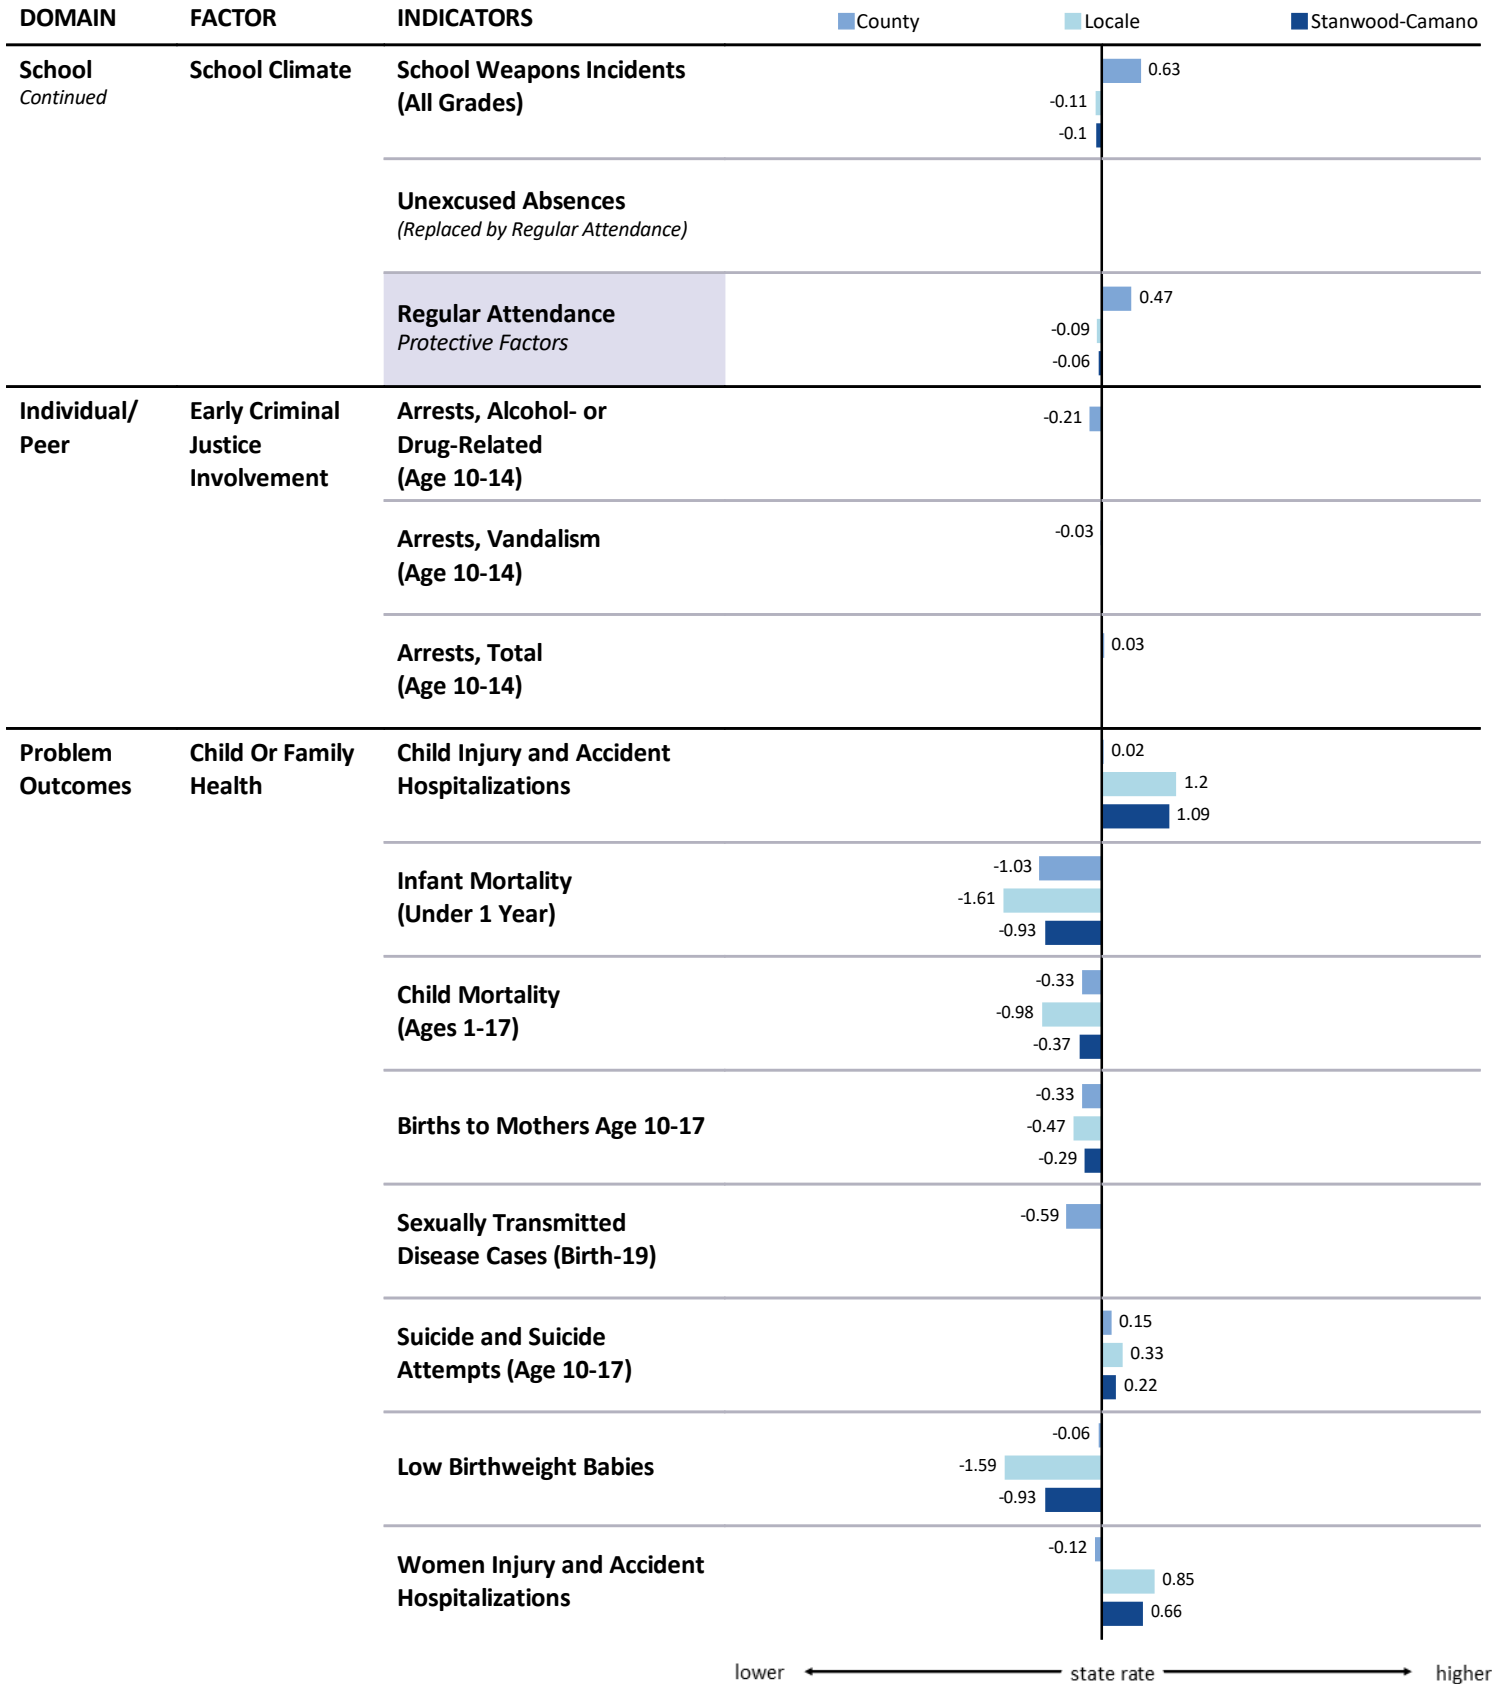 DOMAIN FACTOR INDICATORS County Locale Stanwood-Camano
School School Climate School Weapons Incidents 0.63
Continued
(All Grades) -0.11
-0.1
Unexcused Absences
(Replaced by Regular Attendance)
Regular Attendance 0.47
Protective Factors -0.09
-0.06
Individual/ Early Criminal Arrests, Alcohol- or -0.21
Peer Justice Drug-Related
Involvement (Age 10-14)
Arrests, Vandalism -0.03
(Age 10-14)
Arrests, Total 0.03
(Age 10-14)
Problem Child Or Family Child Injury and Accident 0.02
Outcomes Health Hospitalizations 1.2
1.09
-1.03
Infant Mortality -1.61
(Under 1 Year) -0.93
-0.33
Child Mortality -0.98
(Ages 1-17) -0.37
-0.33
Births to Mothers Age 10-17 -0.47
-0.29
Sexually Transmitted -0.59
Disease Cases (Birth-19)
0.15
Suicide and Suicide 0.33
Attempts (Age 10-17) 0.22
-0.06
Low Birthweight Babies -1.59
-0.93
-0.12
Women Injury and Accident 0.85
Hospitalizations 0.66
lower state rate higher